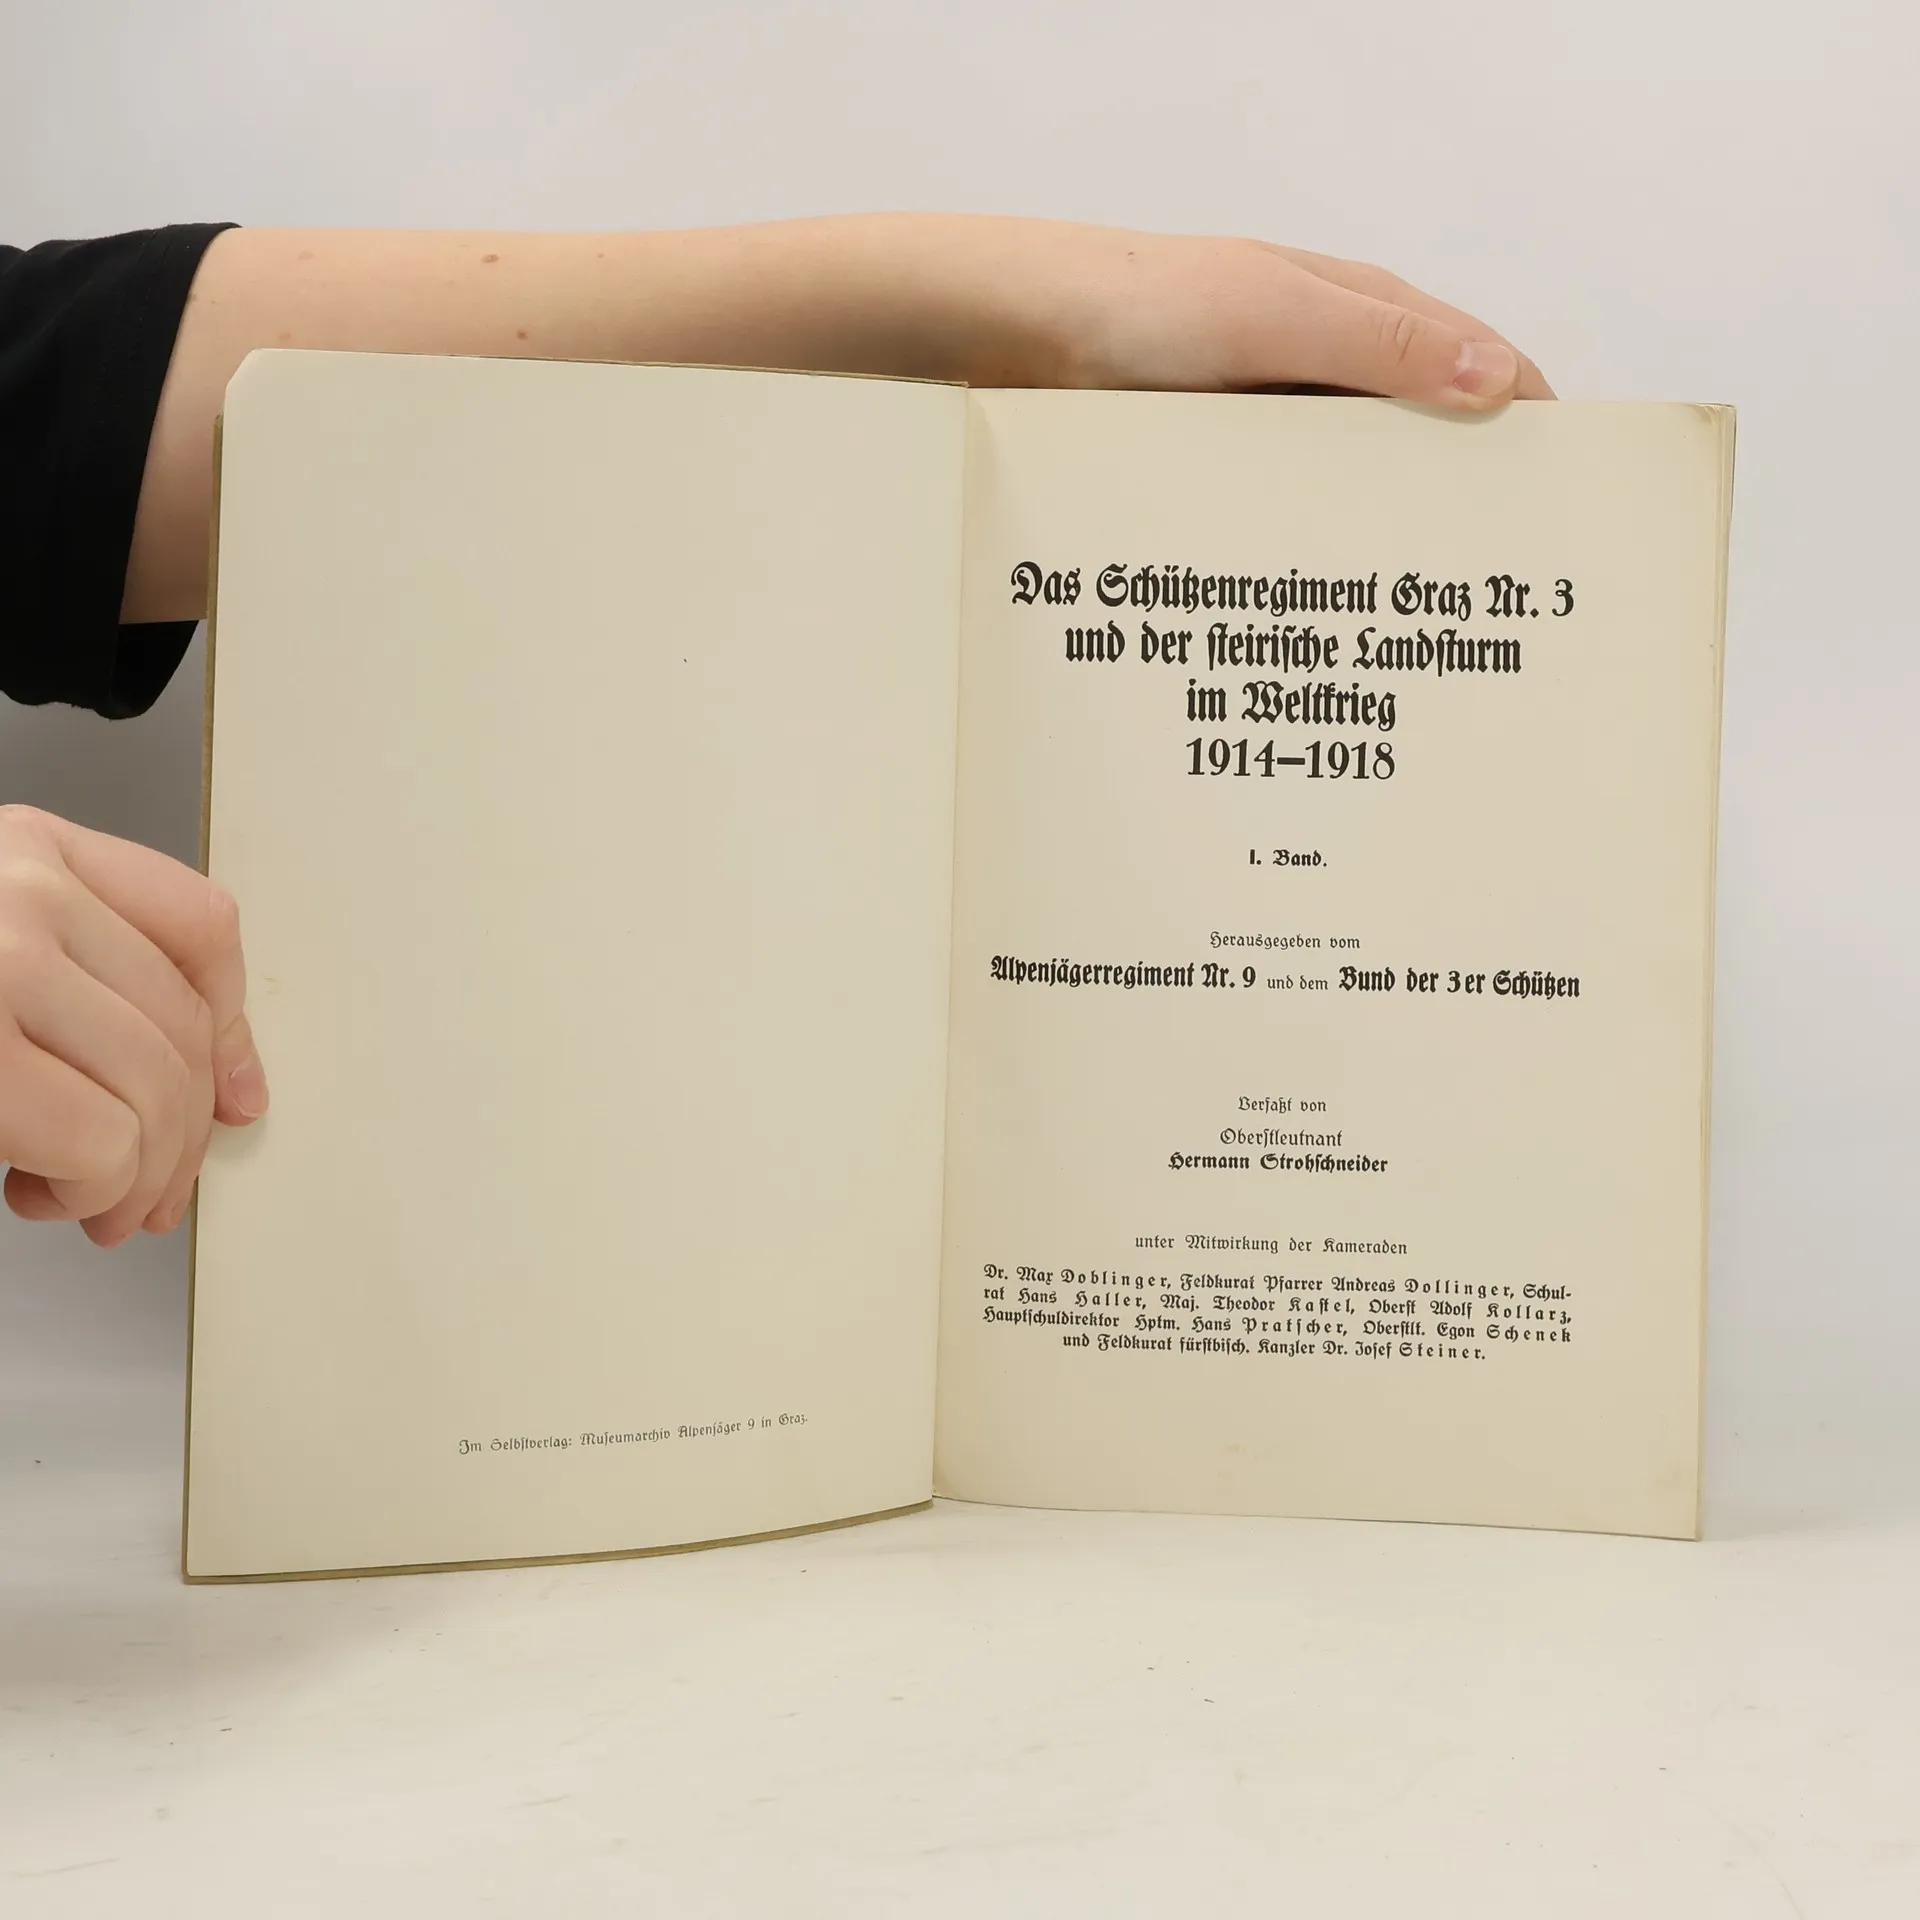 Im Selbstverlag: Museumarchiv Alpenjäger 9 in Graz.
Das Schützenregiment Graz Nr. 3
und der steirische Landsturm
im Weltkrieg
1914–1918
I. Band.
Herausgegeben vom
Alpenjägerregiment Nr. 9 und dem Bund der 3er Schützen
Verfaßt von
Oberstleutnant
Hermann Strohschneider
unter Mitwirkung der Kameraden
Dr. Max Doblinger, Feldkurat Pfarrer Andreas Dollinger, Schul-
rat Hans Haller, Maj. Theodor Kastel, Oberst Adolf Kollarz,
Hauptschuldirektor Hptm. Hans Pratscher, Oberstlt. Egon Schenek
und Feldkurat fürstbisch. Kanzler Dr. Josef Steiner.